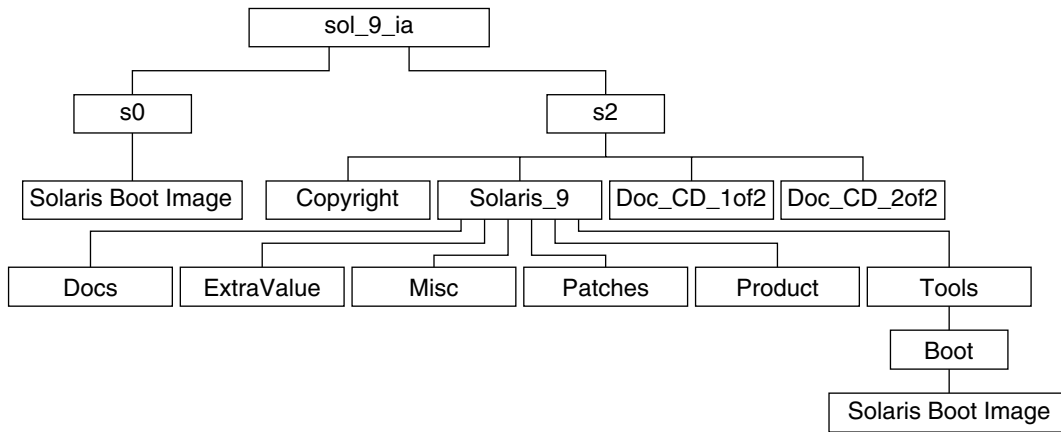 sol_9_ia
s0
s2
Solaris Boot Image
Copyright
Solaris_9
Doc_CD_1of2
Doc_CD_2of2
Docs
ExtraValue
Misc
Patches
Product
Tools
Boot
Solaris Boot Image